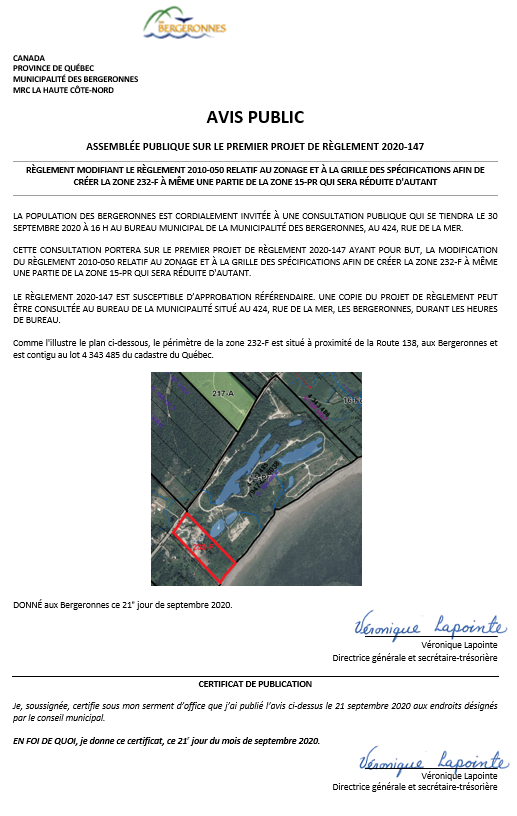 LES BERGERONNES
CANADA
PROVINCE DE QUÉBEC
MUNICIPALITÉ DES BERGERONNES
MRC LA HAUTE CÔTE-NORD
AVIS PUBLIC
ASSEMBLÉE PUBLIQUE SUR LE PREMIER PROJET DE RÈGLEMENT 2020-147
RÈGLEMENT MODIFIANT LE RÈGLEMENT 2010-050 RELATIF AU ZONAGE ET À LA GRILLE DES SPÉCIFICATIONS AFIN DE
CRÉER LA ZONE 232-F À MÊME UNE PARTIE DE LA ZONE 15-PR QUI SERA RÉDUITE D'AUTANT
LA POPULATION DES BERGERONNES EST CORDIALEMENT INVITÉE À UNE CONSULTATION PUBLIQUE QUI SE TIENDRA LE 30
SEPTEMBRE 2020 À 16 H AU BUREAU MUNICIPAL DE LA MUNICIPALITÉ DES BERGERONNES, AU 424, RUE DE LA MER.
CETTE CONSULTATION PORTERA SUR LE PREMIER PROJET DE RÈGLEMENT 2020-147 AYANT POUR BUT, LA MODIFICATION
DU RÈGLEMENT 2010-050 RELATIF AU ZONAGE ET À LA GRILLE DES SPÉCIFICATIONS AFIN DE CRÉER LA ZONE 232-F À MÊME
UNE PARTIE DE LA ZONE 15-PR QUI SERA RÉDUITE D'AUTANT.
LE RÈGLEMENT 2020-147 EST SUSCEPTIBLE D'APPROBATION RÉFÉRENDAIRE. UNE COPIE DU PROJET DE RÈGLEMENT PEUT
ÊTRE CONSULTÉE AU BUREAU DE LA MUNICIPALITÉ SITUÉ AU 424, RUE DE LA MER, LES BERGERONNES, DURANT LES HEURES
DE BUREAU.
Comme l'illustre le plan ci-dessous, le périmètre de la zone 232-F est situé à proximité de la Route 138, aux Bergeronnes et
est contigu au lot 4 343 485 du cadastre du Québec.
217-A
DONNÉ aux Bergeronnes ce 21e jour de septembre 2020.
Véronique Lapointe
Véronique Lapointe
Directrice générale et secrétaire-trésorière
CERTIFICAT DE PUBLICATION
Je, soussignée, certifie sous mon serment d'office que j'ai publié l'avis ci-dessus le 21 septembre 2020 aux endroits désignés
par le conseil municipal.
EN FOI DE QUOI, je donne ce certificat, ce 21e jour du mois de septembre 2020.
Véronique Lapointe
Véronique Lapointe
Directrice générale et secrétaire-trésorière